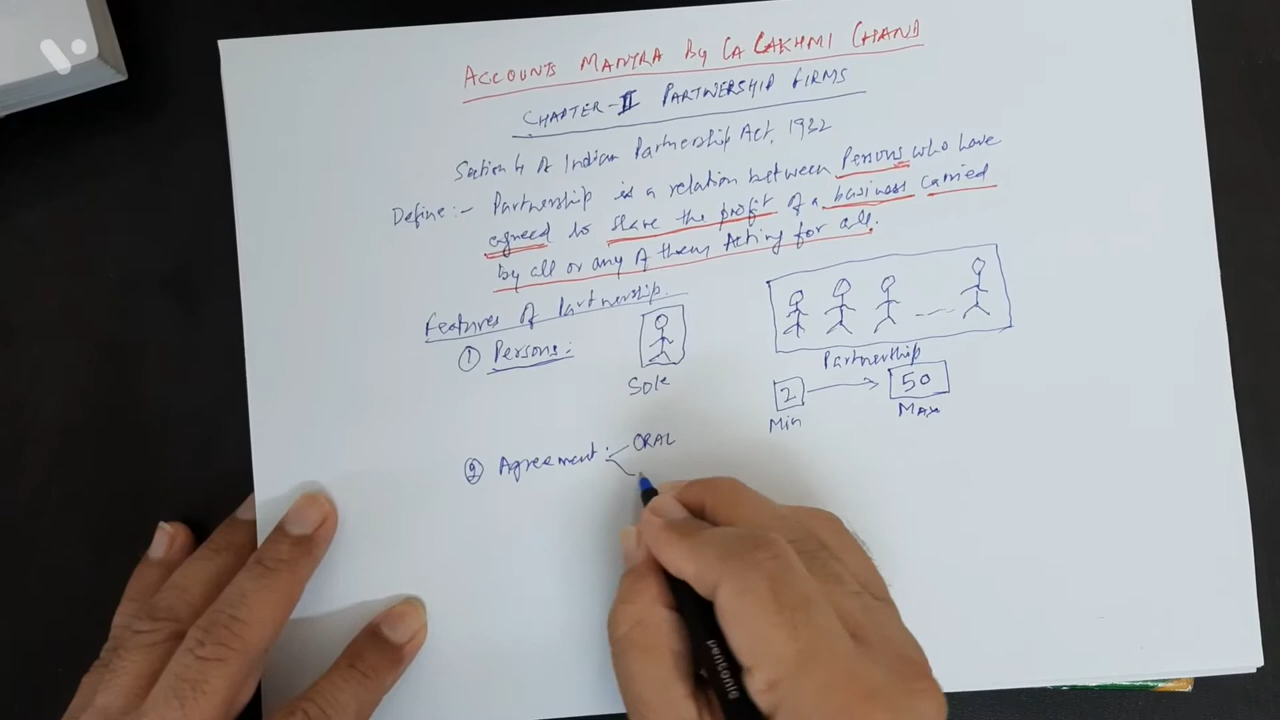 ACCOUNTS MANTRA By CA LAKHMI CHAND
CHAPTER-II PARTNERSHIP FIRMS
Section 4 of Indian Partnership Act, 1932
Define:- Partnership is a relation between Persons who have
agreed to share the profit of a business carried
by all or any of them Acting for all.
Features of Partnership.
① Persons:
Sole
Partnership
2 50
Min Max
② Agreement: ORAL
pentonic